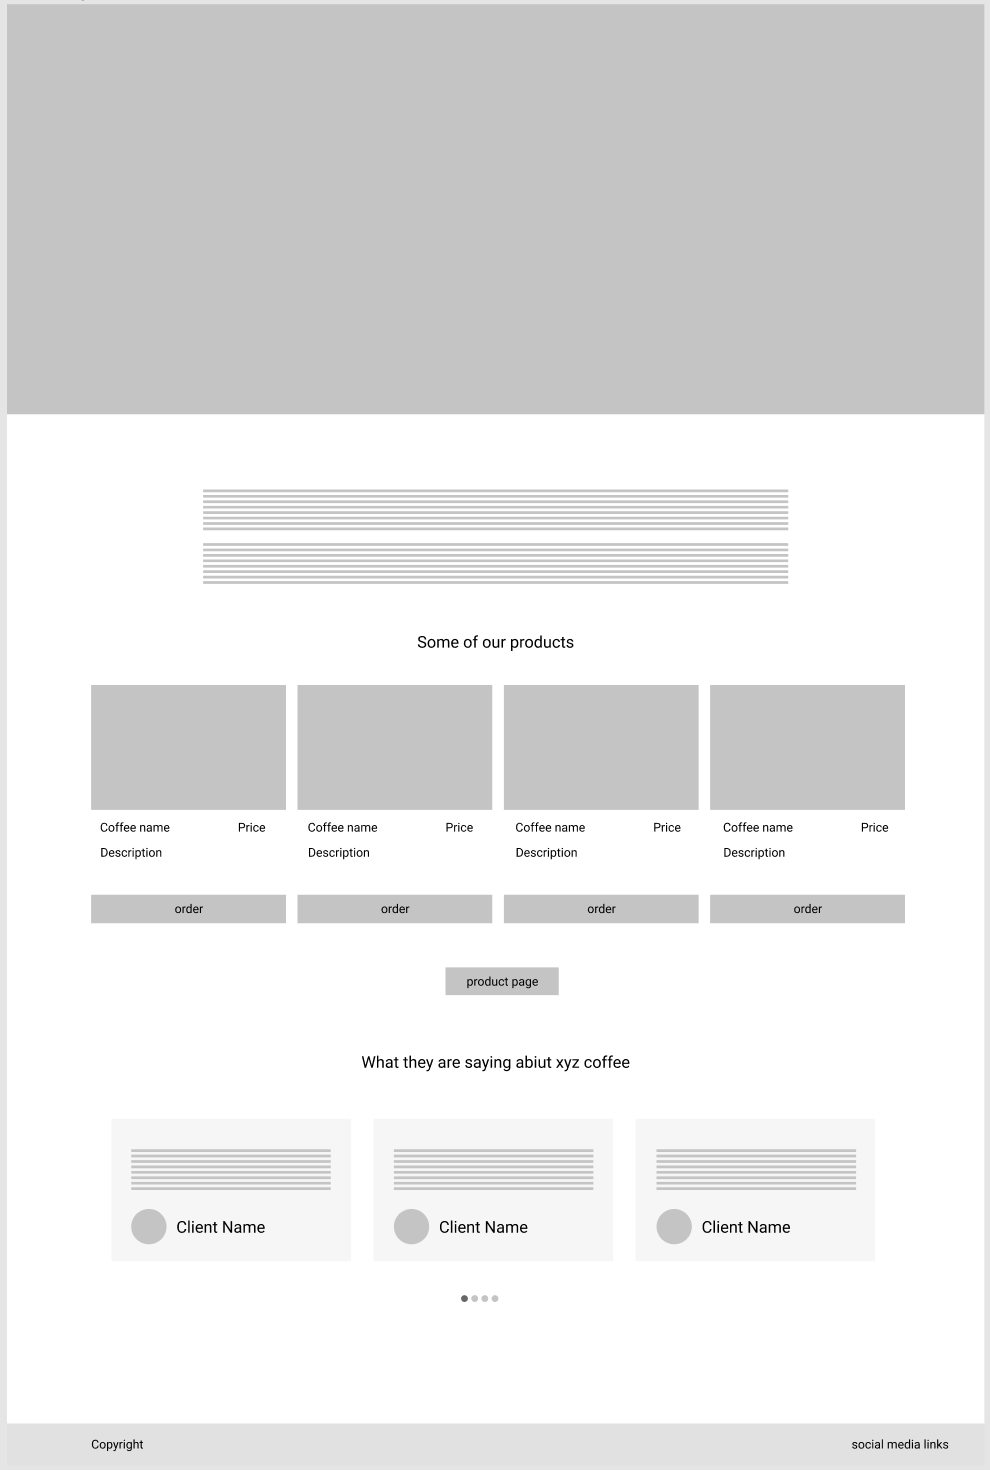 Some of our products
Coffee name Price Coffee name Price Coffee name Price Coffee name Price
Description Description Description Description
order order order order
product page
What they are saying abiut xyz coffee
Client Name Client Name Client Name
Copyright social media links